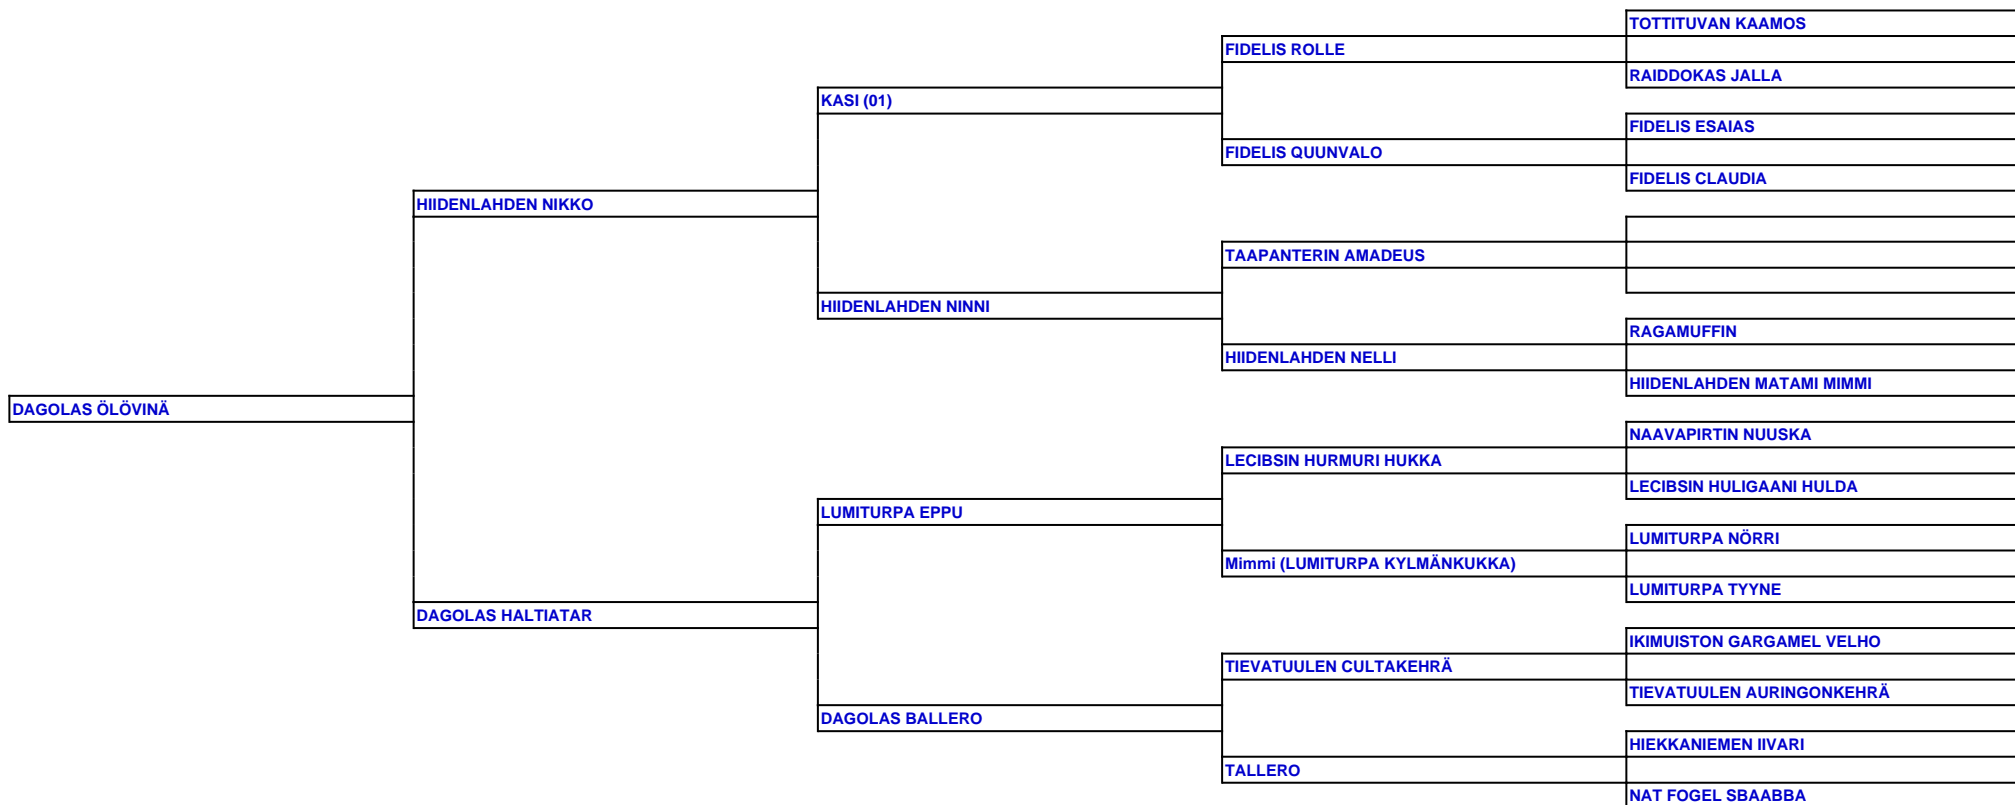 TOTTITUVAN KAAMOS
FIDELIS ROLLE
RAIDDOKAS JALLA
KASI (01)
FIDELIS ESAIAS
FIDELIS QUUNVALO
FIDELIS CLAUDIA
HIIDENLAHDEN NIKKO
TAAPANTERIN AMADEUS
HIIDENLAHDEN NINNI
RAGAMUFFIN
HIIDENLAHDEN NELLI
HIIDENLAHDEN MATAMI MIMMI
DAGOLAS ÖLÖVINÄ
NAAVAPIRTIN NUUSKA
LECIBSIN HURMURI HUKKA
LECIBSIN HULIGAANI HULDA
LUMITURPA EPPU
LUMITURPA NÖRRI
Mimmi (LUMITURPA KYLMÄNKUKKA)
LUMITURPA TYYNE
DAGOLAS HALTIATAR
IKIMUISTON GARGAMEL VELHO
TIEVATUULEN CULTAKEHRÄ
TIEVATUULEN AURINGONKEHRÄ
DAGOLAS BALLERO
HIEKKANIEMEN IIVARI
TALLERO
NAT FOGEL SBAABBA